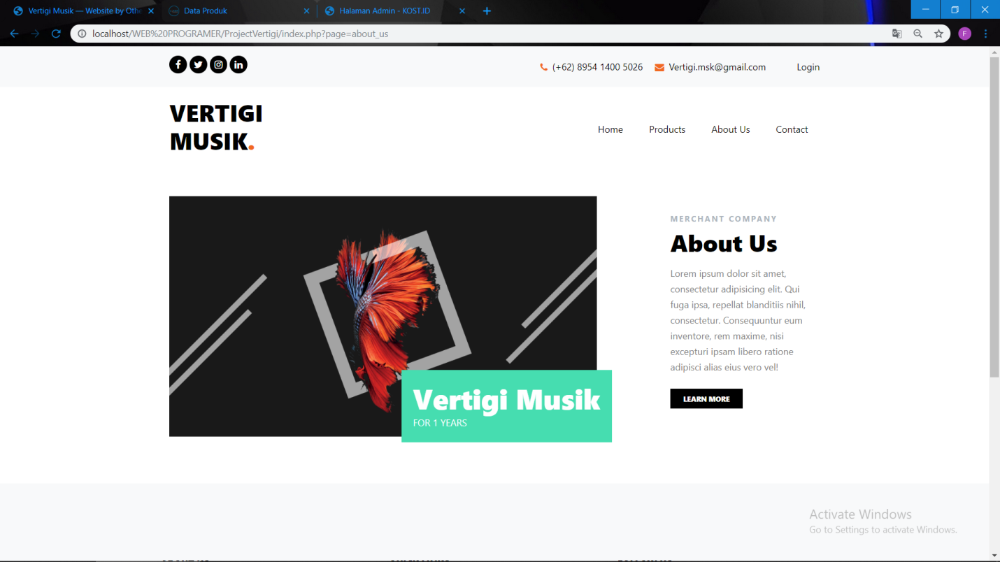 Vertigi Musik — Website by Oth
Data Produk
Halaman Admin - KOST.ID
localhost/WEB%20PROGRAMER/ProjectVertigi/index.php?page=about_us
F
(+62) 8954 1400 5026
Vertigi.msk@gmail.com
Login
VERTIGI
MUSIK.
Home
Products
About Us
Contact
Vertigi Musik
FOR 1 YEARS
MERCHANT COMPANY
About Us
Lorem ipsum dolor sit amet,
consectetur adipisicing elit. Qui
fuga ipsa, repellat blanditiis nihil,
consectetur. Consequuntur eum
inventore, rem maxime, nisi
excepturi ipsam libero ratione
adipisci alias eius vero vel!
LEARN MORE
Activate Windows
Go to Settings to activate Windows.